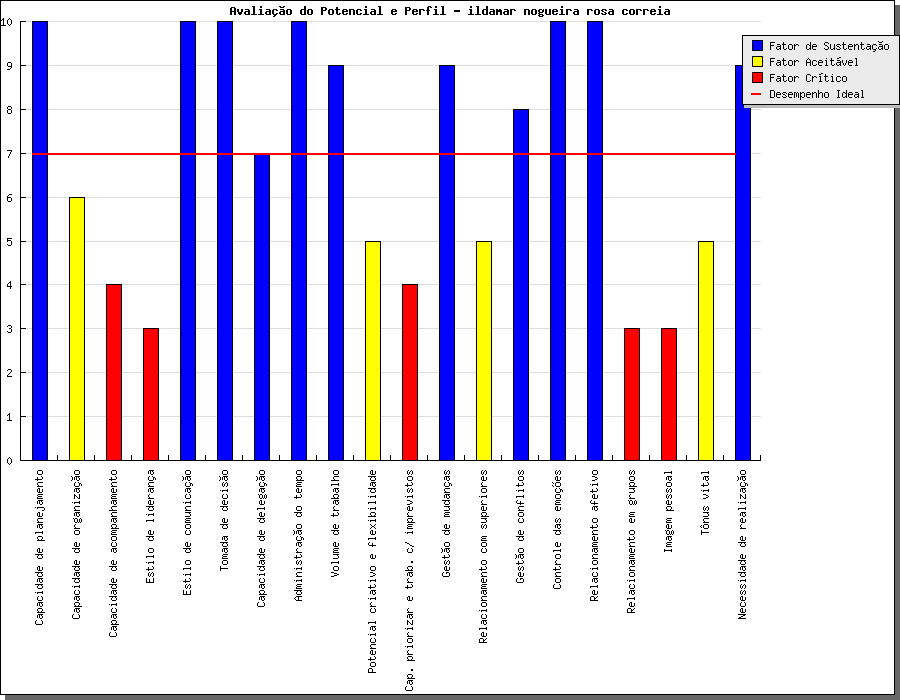 Avaliação do Potencial e Perfil - ildamar nogueira rosa correia
Fator de Sustentação
Fator Aceitável
Fator Crítico
Desempenho Ideal
10
9
8
7
6
5
4
3
2
1
0
Capacidade de planejamento
Capacidade de organização
Capacidade de acompanhamento
Estilo de liderança
Estilo de comunicação
Tomada de decisão
Capacidade de delegação
Administração do tempo
Volume de trabalho
Potencial criativo e flexibilidade
Cap. priorizar e trab. c/ imprevistos
Gestão de mudanças
Relacionamento com superiores
Gestão de conflitos
Controle das emoções
Relacionamento afetivo
Relacionamento em grupos
Imagem pessoal
Tônus vital
Necessidade de realização